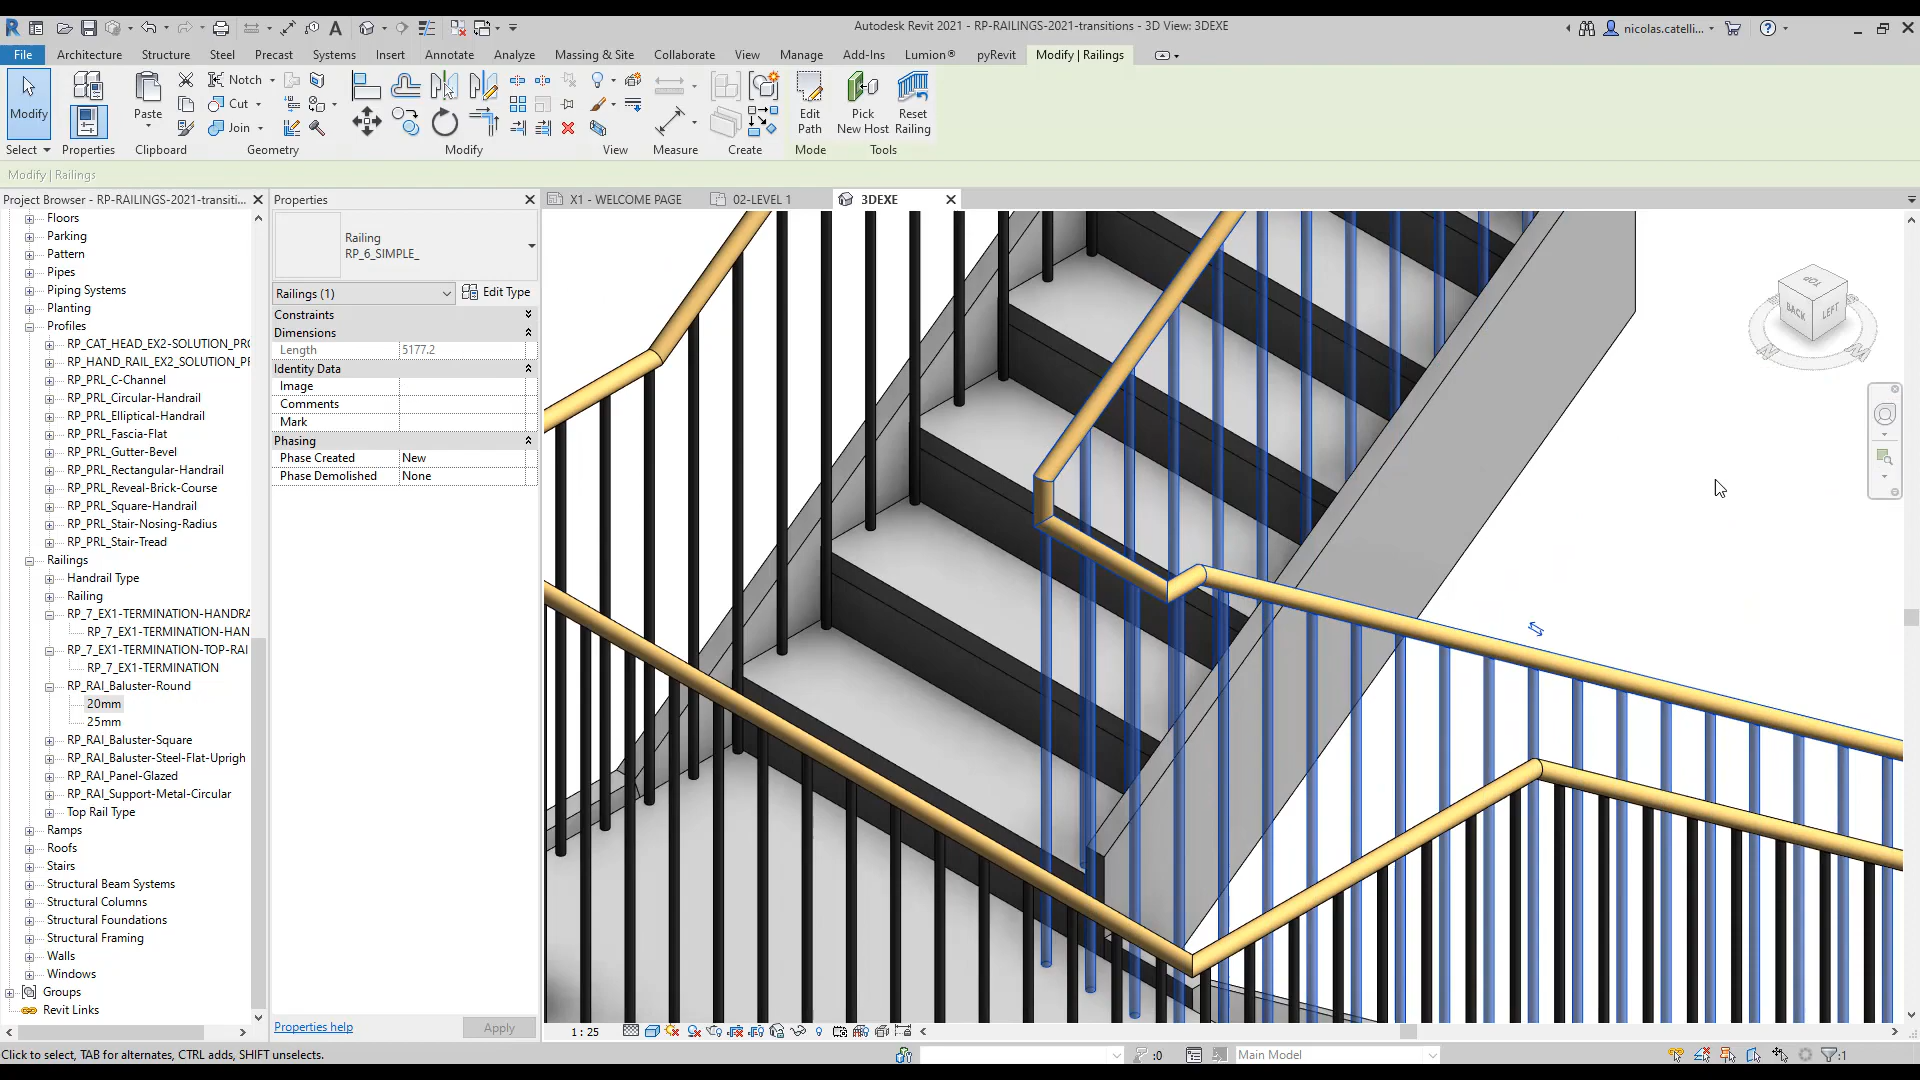 Autodesk Revit 2021 - RP-RAILINGS-2021-transitions - 3D View: 3DEXE
nicolas.catelli...
File Architecture Structure Steel Precast Systems Insert Annotate Analyze Massing & Site Collaborate View Manage Add-Ins Lumion® pyRevit Modify | Railings
Modify
Paste
Notch
Cut
Join
Edit Path
Pick New Host
Reset Railing
Select Properties Clipboard Geometry Modify View Measure Create Mode Tools
Modify | Railings
Project Browser - RP-RAILINGS-2021-transiti...
Floors
Parking
Pattern
Pipes
Piping Systems
Planting
Profiles
RP_CAT_HEAD_EX2-SOLUTION_PRO
RP_HAND_RAIL_EX2_SOLUTION_PR
RP_PRL_C-Channel
RP_PRL_Circular-Handrail
RP_PRL_Elliptical-Handrail
RP_PRL_Fascia-Flat
RP_PRL_Gutter-Bevel
RP_PRL_Rectangular-Handrail
RP_PRL_Reveal-Brick-Course
RP_PRL_Square-Handrail
RP_PRL_Stair-Nosing-Radius
RP_PRL_Stair-Tread
Railings
Handrail Type
Railing
RP_7_EX1-TERMINATION-HANDRA
RP_7_EX1-TERMINATION-HAN
RP_7_EX1-TERMINATION-TOP-RAI
RP_7_EX1-TERMINATION
RP_RAI_Baluster-Round
20mm
25mm
RP_RAI_Baluster-Square
RP_RAI_Baluster-Steel-Flat-Uprigh
RP_RAI_Panel-Glazed
RP_RAI_Support-Metal-Circular
Top Rail Type
Ramps
Roofs
Stairs
Structural Beam Systems
Structural Columns
Structural Foundations
Structural Framing
Walls
Windows
Groups
Revit Links
Properties
Railing
RP_6_SIMPLE_
Railings (1)
Edit Type
Constraints
Dimensions
Length 5177.2
Identity Data
Image
Comments
Mark
Phasing
Phase Created New
Phase Demolished None
Properties help
Apply
X1 - WELCOME PAGE
02-LEVEL 1
3DEXE
TOP
BACK
LEFT
1 : 25
Click to select, TAB for alternates, CTRL adds, SHIFT unselects.
:0
Main Model
:1